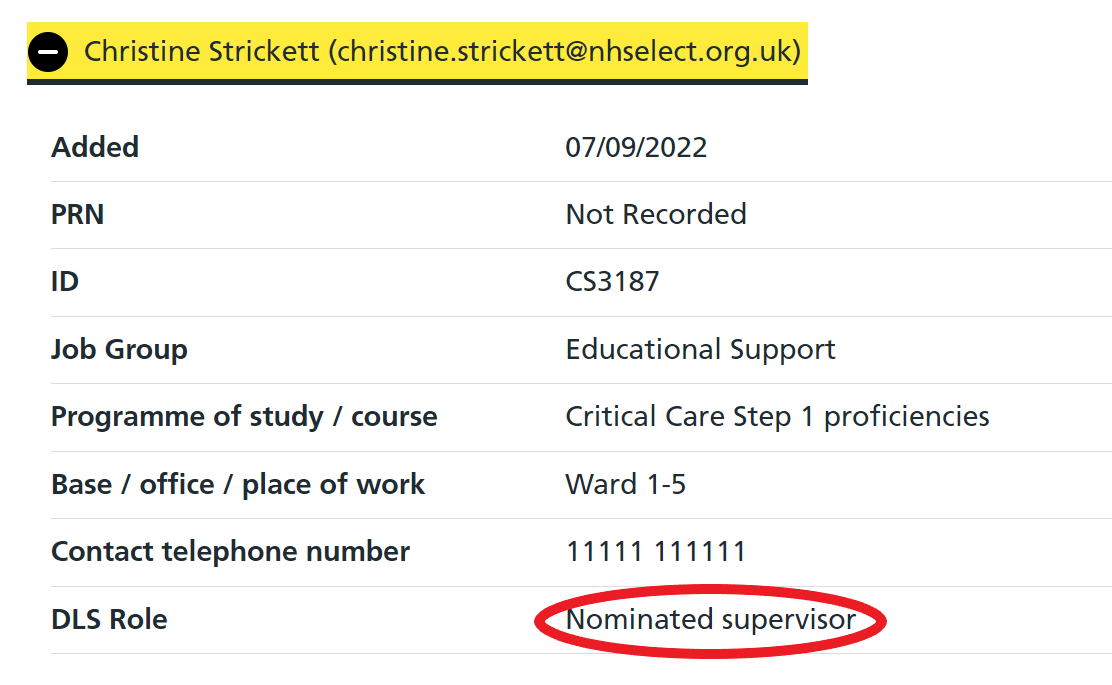 Christine Strickett (christine.strickett@nhselect.org.uk)
Added 07/09/2022
PRN Not Recorded
ID CS3187
Job Group Educational Support
Programme of study / course Critical Care Step 1 proficiencies
Base / office / place of work Ward 1-5
Contact telephone number 11111 111111
DLS Role Nominated supervisor